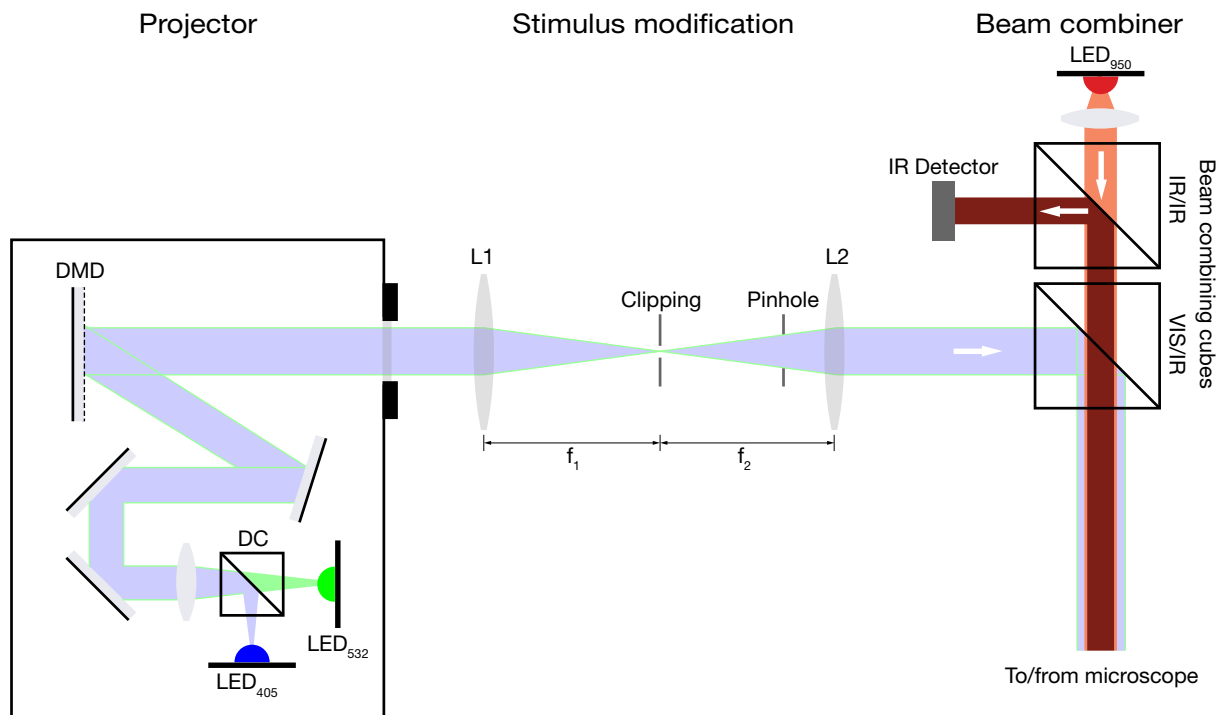 Projector
Stimulus modification
Beam combiner
LED950
IR Detector
IR/IR
Beam combining cubes
VIS/IR
DMD
L1
Clipping
Pinhole
L2
f1
f2
DC
LED532
LED405
To/from microscope